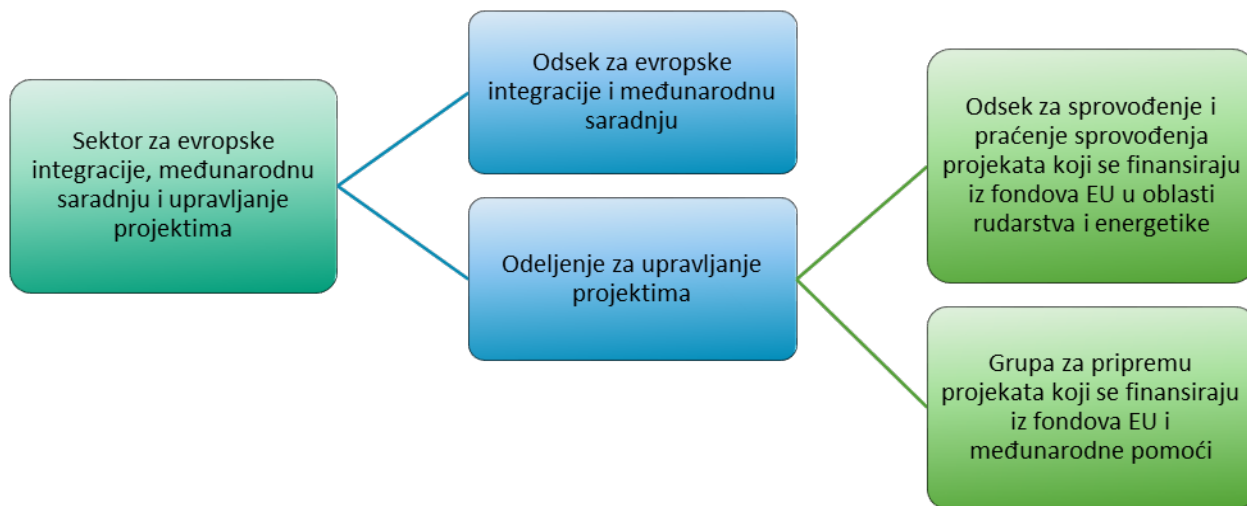 Sektor za evropske
integracije, međunarodnu
saradnju i upravljanje
projektima
Odsek za evropske
integracije i međunarodnu
saradnju
Odeljenje za upravljanje
projektima
Odsek za sprovođenje i
praćenje sprovođenja
projekata koji se finansiraju
iz fondova EU u oblasti
rudarstva i energetike
Grupa za pripremu
projekata koji se finansiraju
iz fondova EU i
međunarodne pomoći